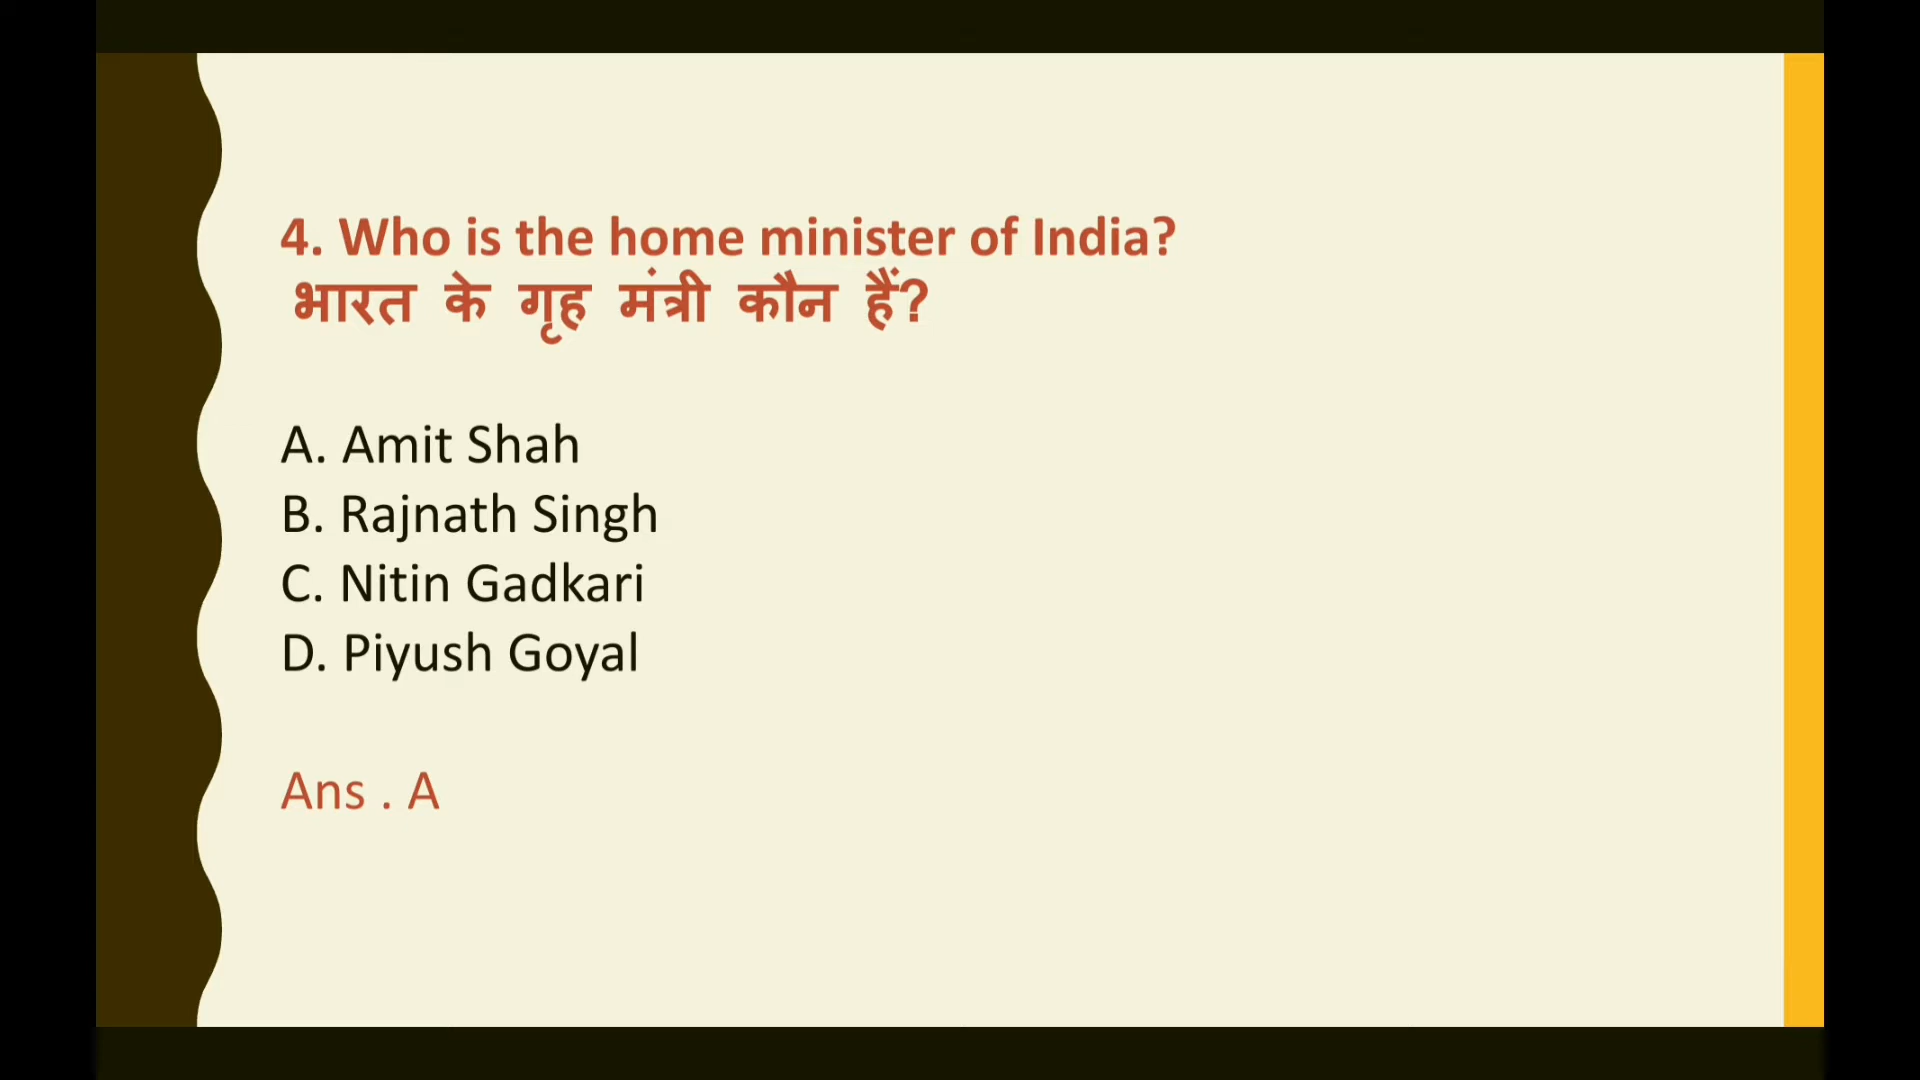 4. Who is the home minister of India?
भारत के गृह मंत्री कौन हैं?
A. Amit Shah
B. Rajnath Singh
C. Nitin Gadkari
D. Piyush Goyal
Ans . A